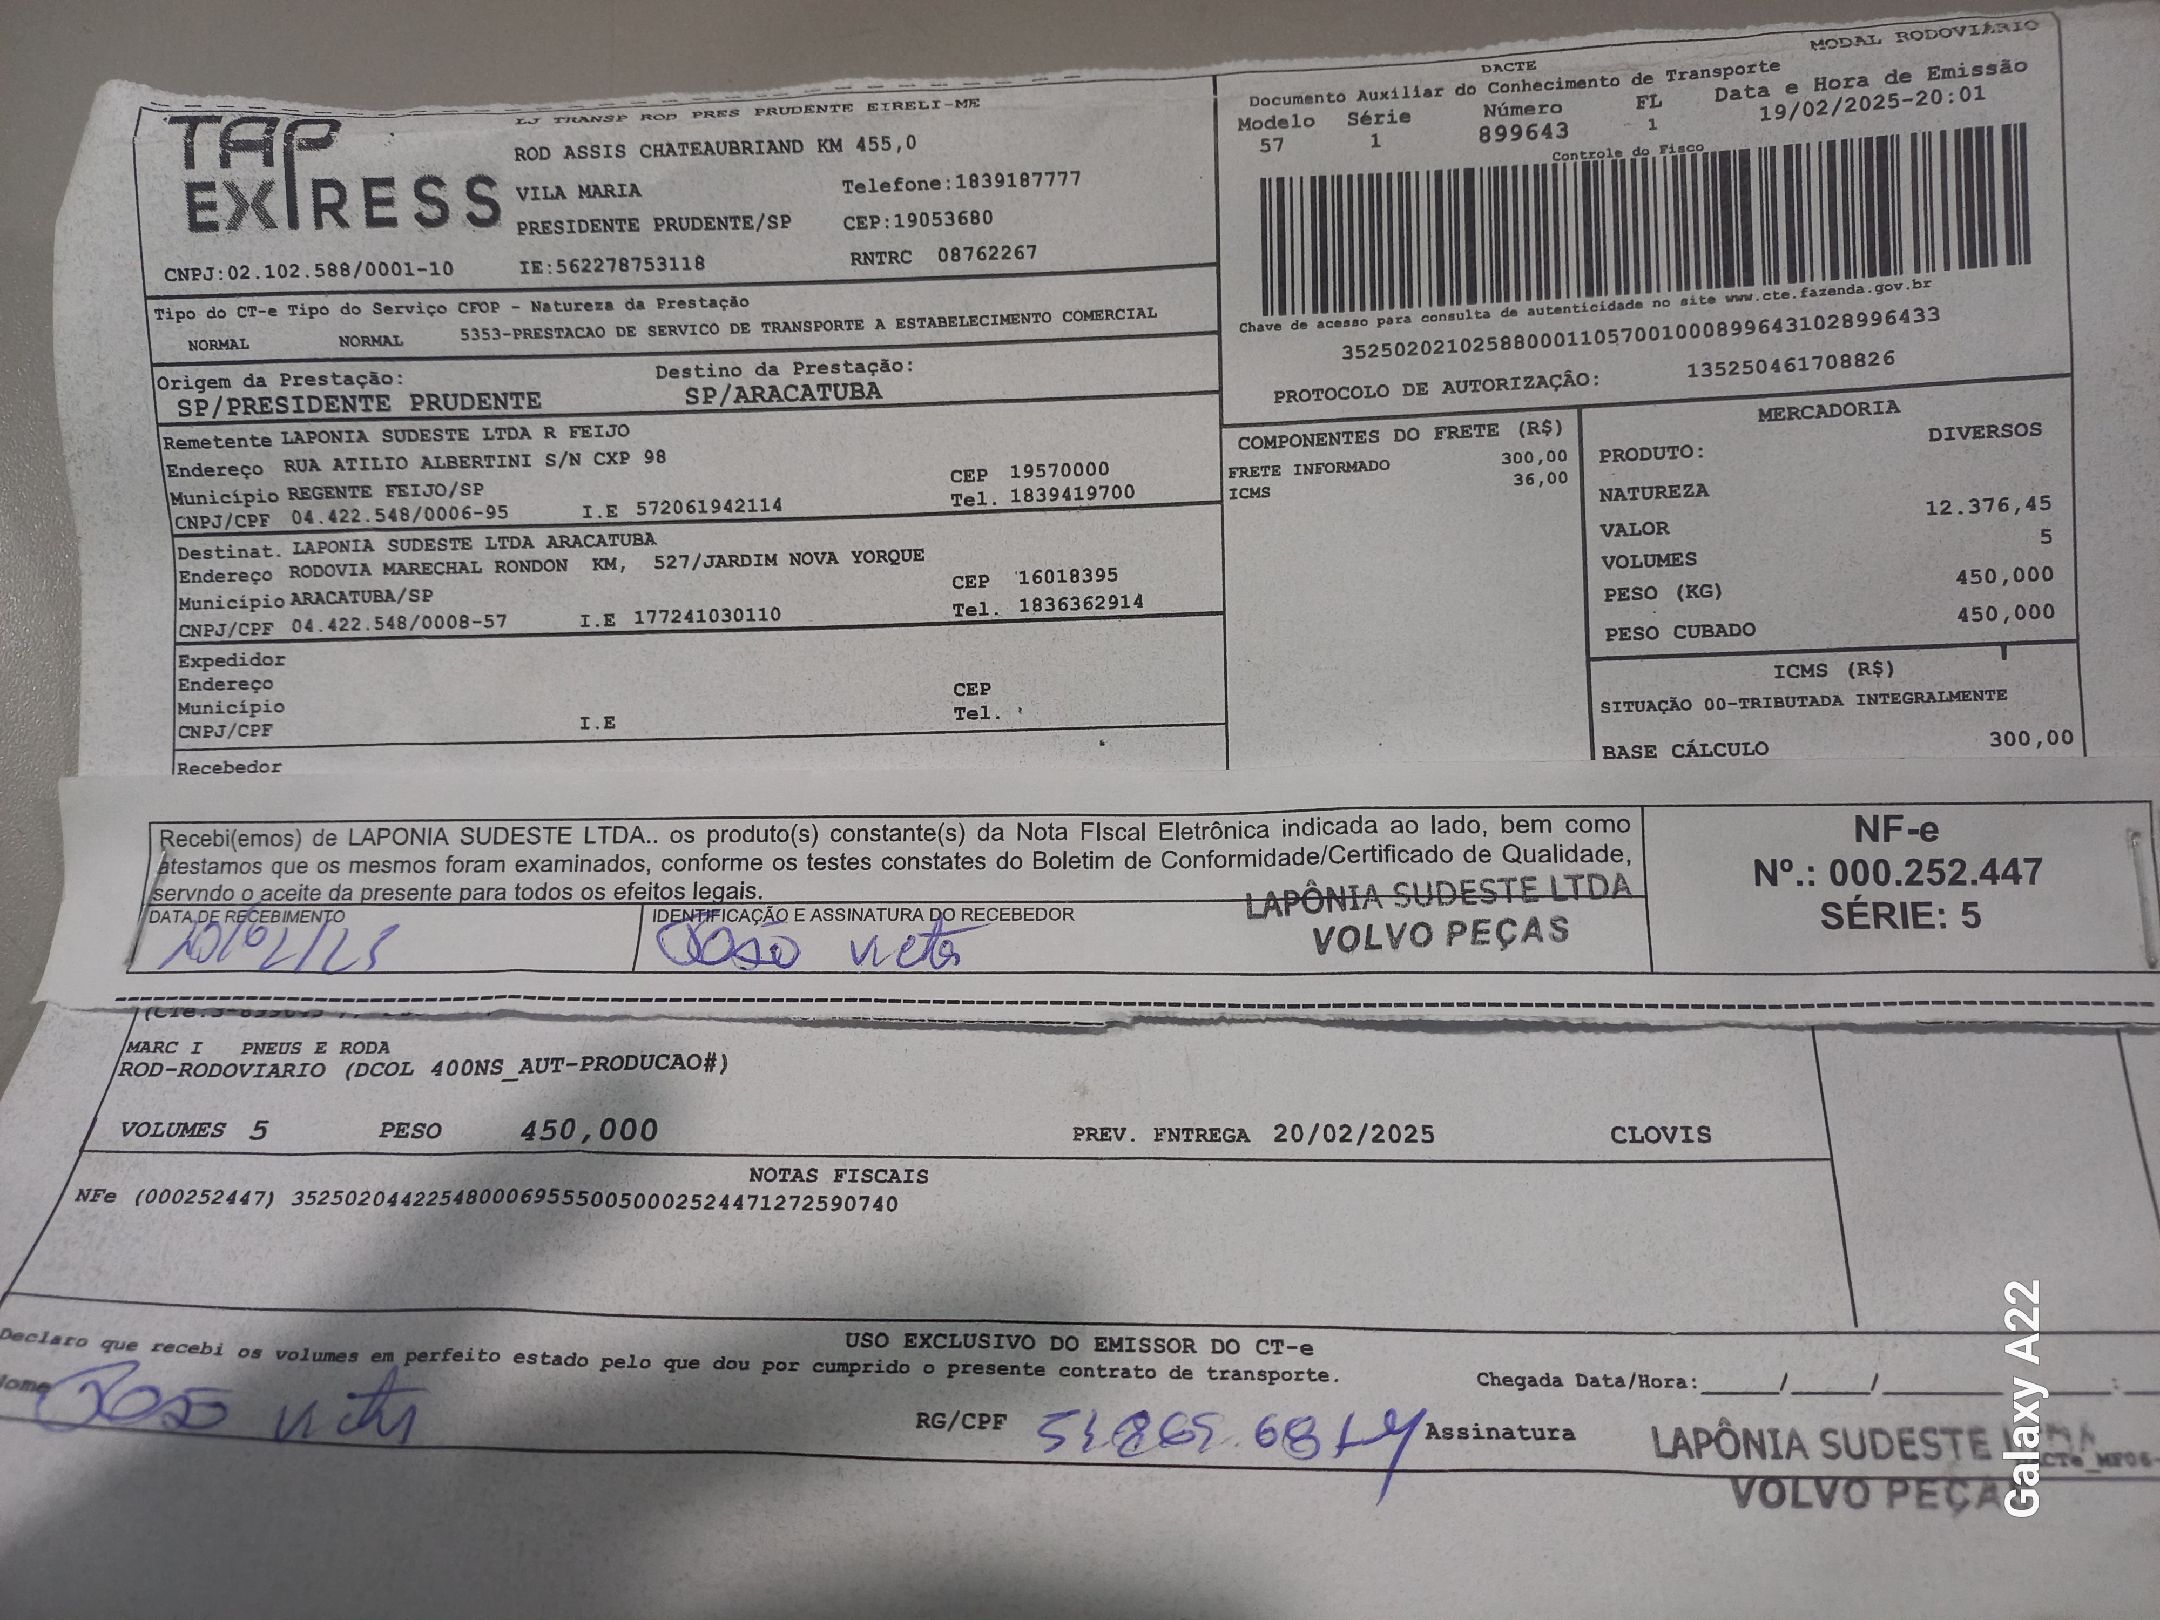 MODAL RODOVIÁRIO
TAP EXPRESS
LJ TRANSP ROD PRES PRUDENTE EIRELI-ME
ROD ASSIS CHATEAUBRIAND KM 455,0
VILA MARIA Telefone:1839187777
PRESIDENTE PRUDENTE/SP CEP:19053680
CNPJ:02.102.588/0001-10 IE:562278753118 RNTRC 08762267
DACTE
Documento Auxiliar do Conhecimento de Transporte
Modelo Série Número FL Data e Hora de Emissão
57 1 899643 1 19/02/2025-20:01
Controle do Fisco
Chave de acesso para consulta de autenticidade no site www.cte.fazenda.gov.br
35250202102588000110570010008996431028996433
PROTOCOLO DE AUTORIZAÇÂO: 135250461708826
Tipo do CT-e Tipo do Serviço CFOP - Natureza da Prestação
NORMAL NORMAL 5353-PRESTACAO DE SERVICO DE TRANSPORTE A ESTABELECIMENTO COMERCIAL
Origem da Prestação: Destino da Prestação:
SP/PRESIDENTE PRUDENTE SP/ARACATUBA
Remetente LAPONIA SUDESTE LTDA R FEIJO
Endereço RUA ATILIO ALBERTINI S/N CXP 98 CEP 19570000
Município REGENTE FEIJO/SP Tel. 1839419700
CNPJ/CPF 04.422.548/0006-95 I.E 572061942114
Destinat. LAPONIA SUDESTE LTDA ARACATUBA
Endereço RODOVIA MARECHAL RONDON KM, 527/JARDIM NOVA YORQUE CEP 16018395
Município ARACATUBA/SP Tel. 1836362914
CNPJ/CPF 04.422.548/0008-57 I.E 177241030110
Expedidor
Endereço CEP
Município Tel.
CNPJ/CPF I.E
Recebedor
COMPONENTES DO FRETE (R$)
FRETE INFORMADO 300,00
ICMS 36,00
MERCADORIA
PRODUTO: DIVERSOS
NATUREZA
VALOR 12.376,45
VOLUMES 5
PESO (KG) 450,000
PESO CUBADO 450,000
ICMS (R$)
SITUAÇÃO 00-TRIBUTADA INTEGRALMENTE
BASE CÁLCULO 300,00
Recebi(emos) de LAPONIA SUDESTE LTDA.. os produto(s) constante(s) da Nota FIscal Eletrônica indicada ao lado, bem como
atestamos que os mesmos foram examinados, conforme os testes constates do Boletim de Conformidade/Certificado de Qualidade,
servndo o aceite da presente para todos os efeitos legais.
DATA DE RECEBIMENTO IDENTIFICAÇÃO E ASSINATURA DO RECEBEDOR
20/02/25 João Victor
LAPÔNIA SUDESTE LTDA
VOLVO PEÇAS
NF-e
Nº.: 000.252.447
SÉRIE: 5
MARC I PNEUS E RODA
ROD-RODOVIARIO (DCOL 400NS_AUT-PRODUCAO#)
VOLUMES 5 PESO 450,000 PREV. ENTREGA 20/02/2025 CLOVIS
NOTAS FISCAIS
NFe (000252447) 35250204422548000695550050002524471272590740
USO EXCLUSIVO DO EMISSOR DO CT-e
Declaro que recebi os volumes em perfeito estado pelo que dou por cumprido o presente contrato de transporte.
Nome João Victor
Chegada Data/Hora:_____/_____/__________:
RG/CPF Assinatura
LAPÔNIA SUDESTE
VOLVO PEÇA
Galaxy A22